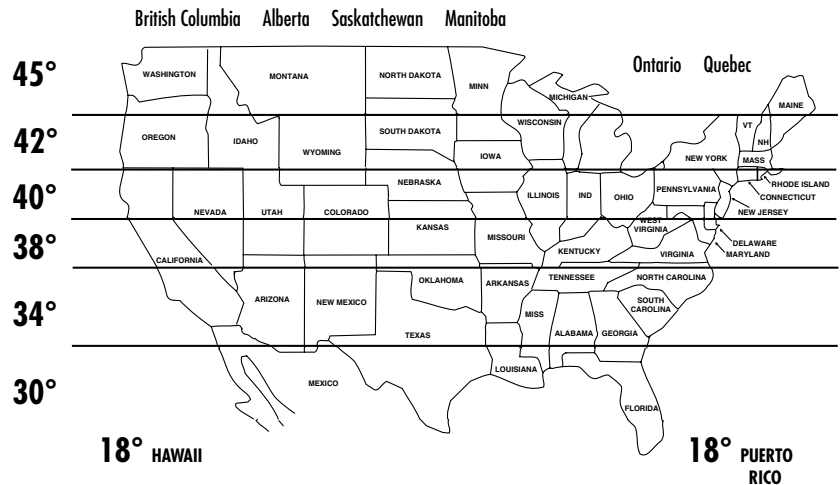 British Columbia Alberta Saskatchewan Manitoba
Ontario Quebec
45°
WASHINGTON
MONTANA
NORTH DAKOTA
MINN
MICHIGAN
MAINE
42°
OREGON
IDAHO
WYOMING
SOUTH DAKOTA
WISCONSIN
IOWA
NEW YORK
VT
NH
MASS
RHODE ISLAND
CONNECTICUT
40°
NEVADA
UTAH
COLORADO
NEBRASKA
KANSAS
ILLINOIS
IND
OHIO
PENNSYLVANIA
NEW JERSEY
38°
CALIFORNIA
MISSOURI
KENTUCKY
WEST
VIRGINIA
VIRGINIA
DELAWARE
MARYLAND
34°
ARIZONA
NEW MEXICO
OKLAHOMA
TEXAS
ARKANSAS
TENNESSEE
NORTH CAROLINA
SOUTH
CAROLINA
MISS
ALABAMA
GEORGIA
30°
MEXICO
LOUISIANA
FLORIDA
18° HAWAII
18° PUERTO
RICO